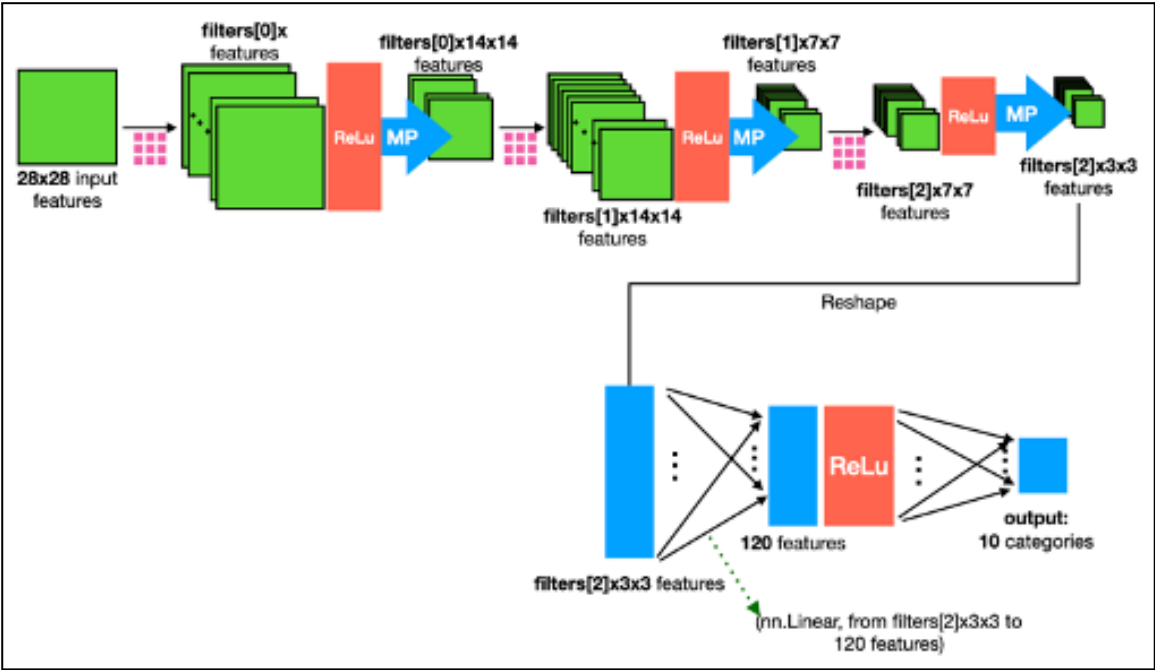 filters[0]x
features
filters[0]x14x14
features
filters[1]x7x7
features
ReLu
MP
ReLu
MP
ReLu
MP
28x28 input
features
filters[1]x14x14
features
filters[2]x7x7
features
filters[2]x3x3
features
Reshape
ReLu
120 features
output:
10 categories
filters[2]x3x3 features
(nn.Linear, from filters[2]x3x3 to
120 features)